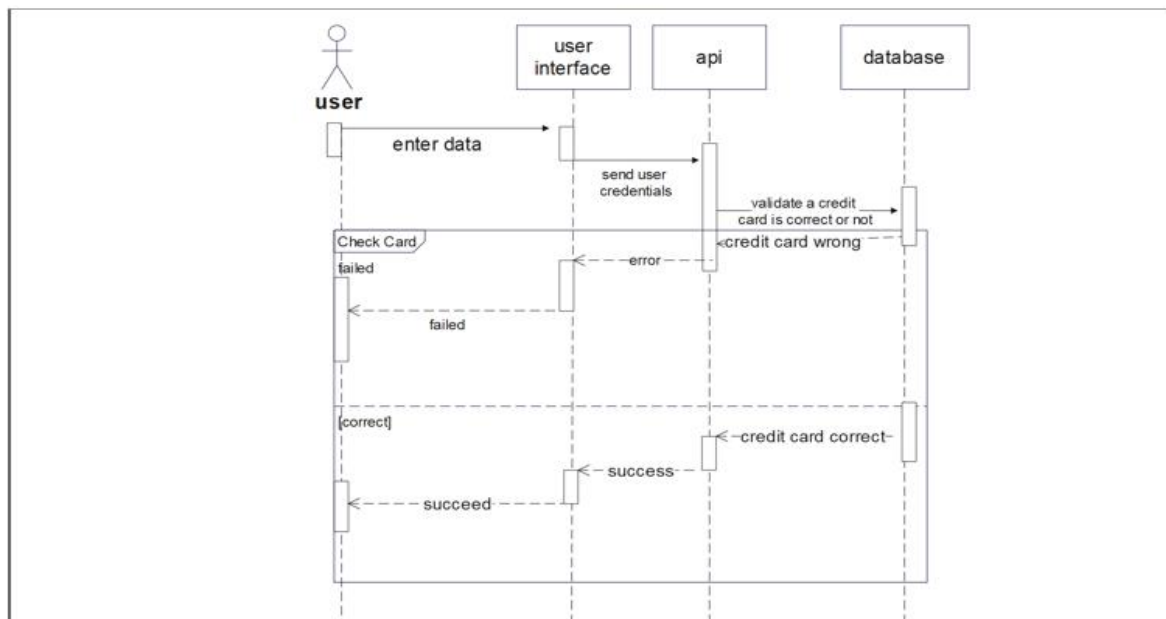 user
interface
api
database
user
enter data
send user
credentials
validate a credit
card is correct or not
Check Card
credit card wrong
error
failed
failed
[correct]
credit card correct
success
succeed